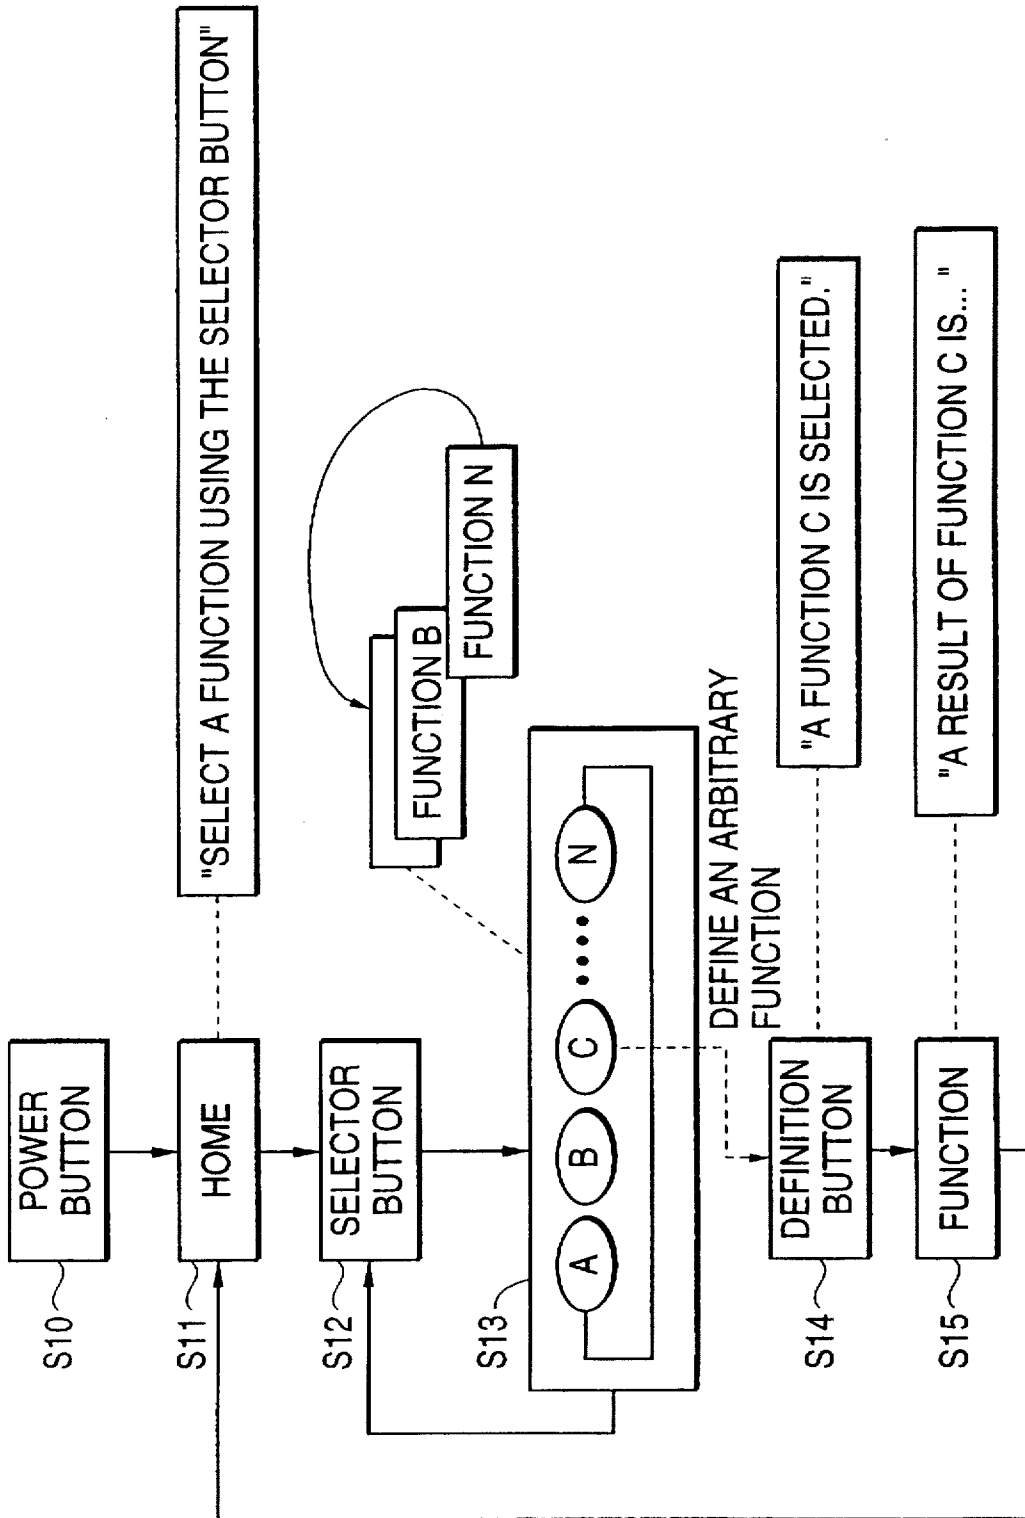 S10
POWER
BUTTON
S11
HOME
"SELECT A FUNCTION USING THE SELECTOR BUTTON"
S12
SELECTOR
BUTTON
FUNCTION B
FUNCTION N
S13
A
B
C
N
DEFINE AN ARBITRARY
FUNCTION
S14
DEFINITION
BUTTON
"A FUNCTION C IS SELECTED."
S15
FUNCTION
"A RESULT OF FUNCTION C IS..."